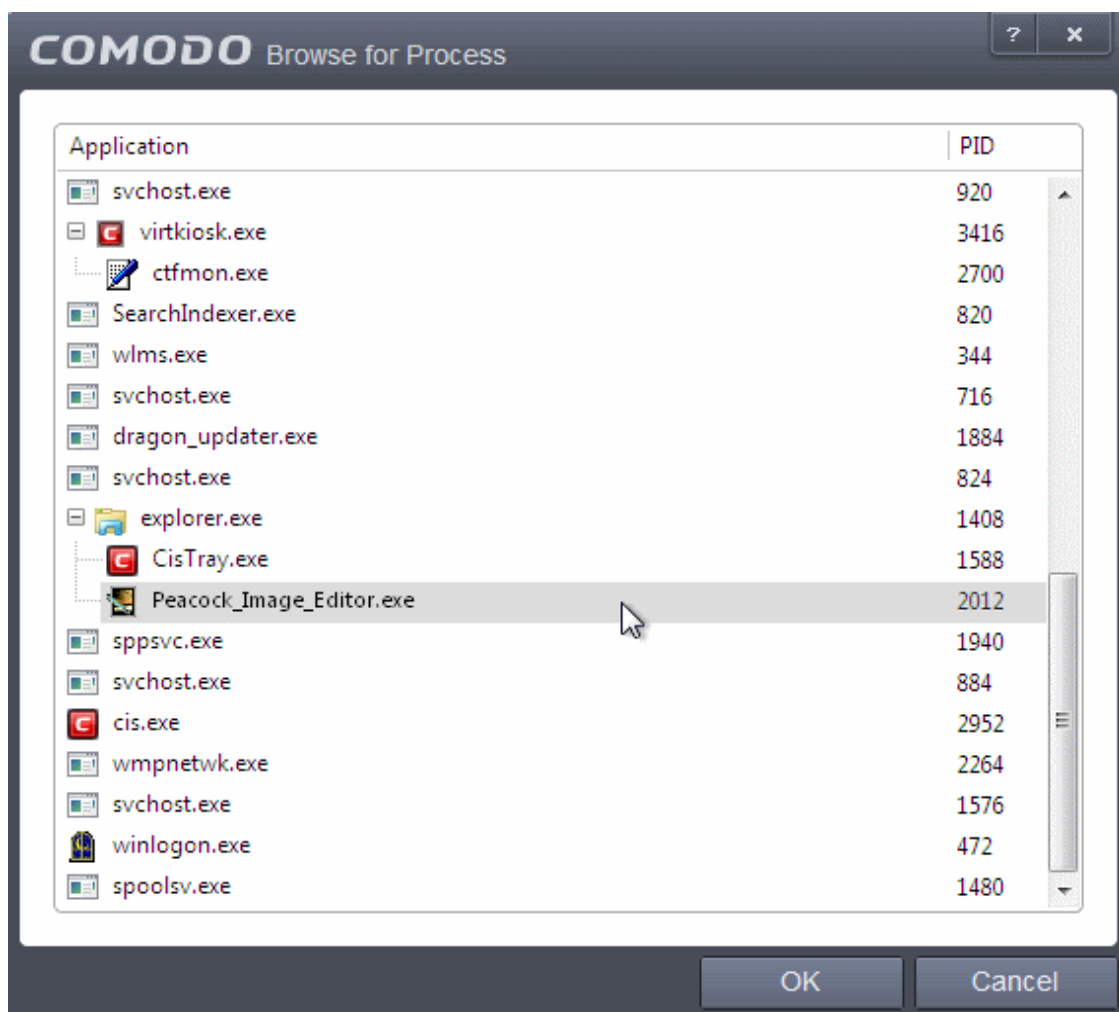 COMODO Browse for Process
? x
Application PID
svchost.exe 920
virtkiosk.exe 3416
ctfmon.exe 2700
SearchIndexer.exe 820
wlms.exe 344
svchost.exe 716
dragon_updater.exe 1884
svchost.exe 824
explorer.exe 1408
CisTray.exe 1588
Peacock_Image_Editor.exe 2012
sppsvc.exe 1940
svchost.exe 884
cis.exe 2952
wmpnetwk.exe 2264
svchost.exe 1576
winlogon.exe 472
spoolsv.exe 1480
OK Cancel